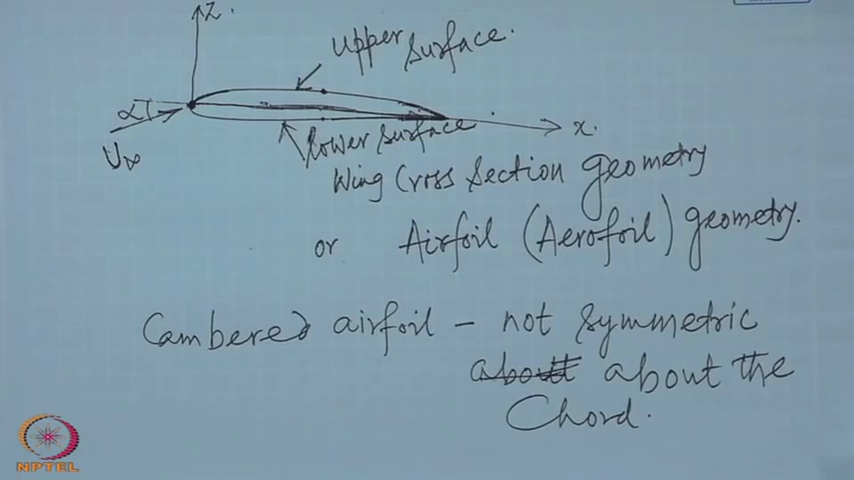 Z.
Upper Surface.
α
U∞
x.
lower surface
Wing Cross Section geometry
or Airfoil (Aerofoil) geometry.
Cambered airfoil - not symmetric
about about the
Chord.
NPTEL